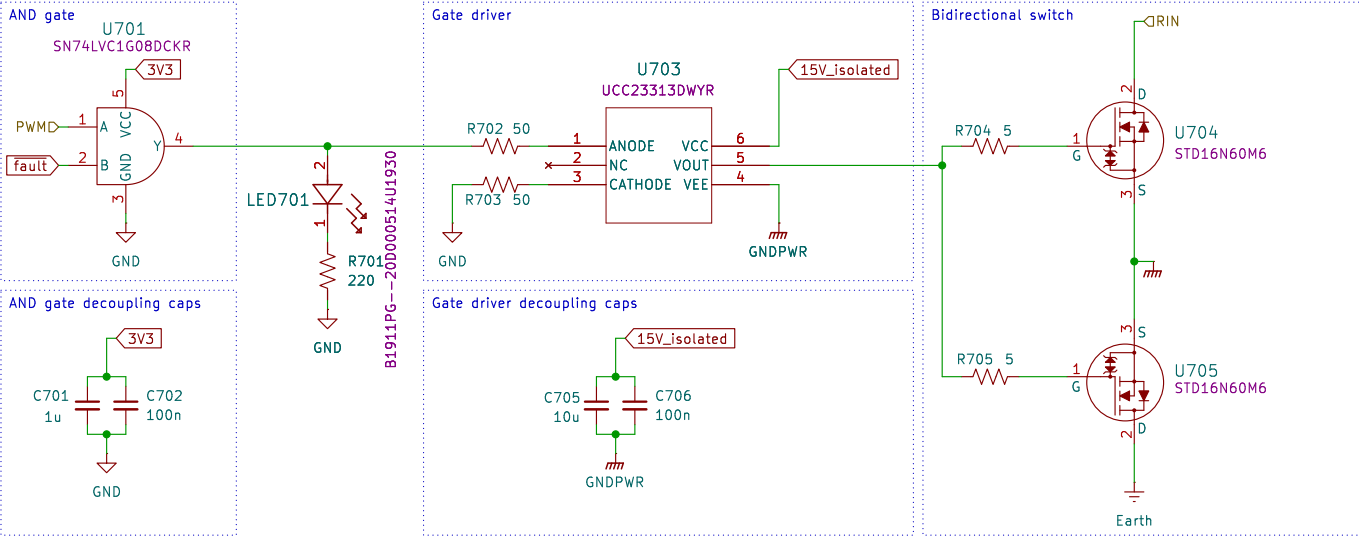 AND gate
U701
SN74LVC1G08DCKR
3V3
5
VCC
PWM
1
A
Y
4
fault
2
B
GND
3
GND
2
LED701
1
R701
220
GND
B1911PG--20D000514U1930
Gate driver
U703
UCC23313DWYR
15V_isolated
R702 50
1
ANODE
VCC
6
2
NC
VOUT
5
3
CATHODE
VEE
4
R703 50
GND
GNDPWR
Bidirectional switch
RIN
2
D
R704 5
1
G
U704
STD16N60M6
3
S
3
S
R705 5
1
G
U705
STD16N60M6
2
D
Earth
AND gate decoupling caps
3V3
C701
1u
C702
100n
GND
Gate driver decoupling caps
15V_isolated
C705
10u
C706
100n
GNDPWR